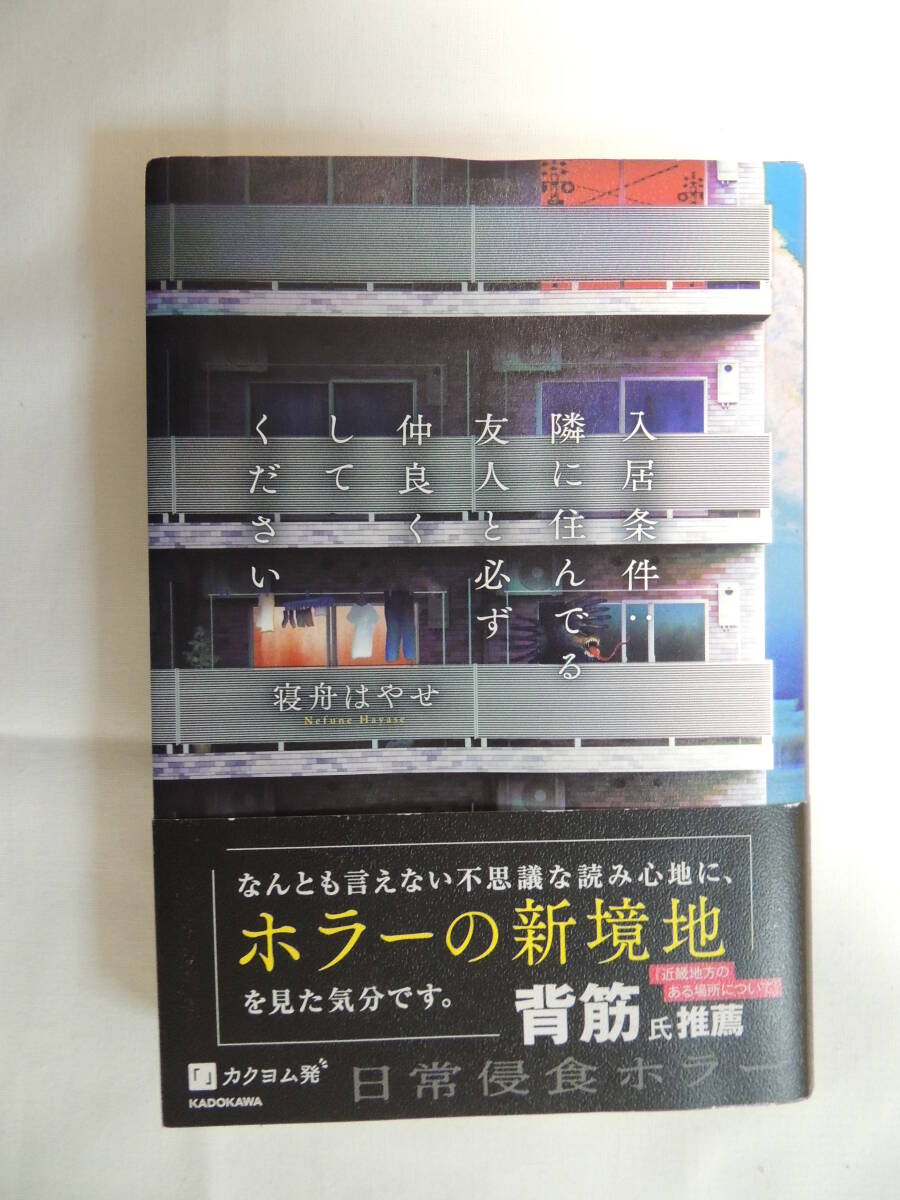 入居条件:
隣に住んでる
友人と必ず
仲良く
して
ください
寝舟はやせ
Nefune Hayase
なんとも言えない不思議な読み心地に、
ホラーの新境地
を見た気分です。
『近畿地方の
ある場所について』
背筋氏推薦
「」カクヨム発
KADOKAWA
日常侵食ホラー